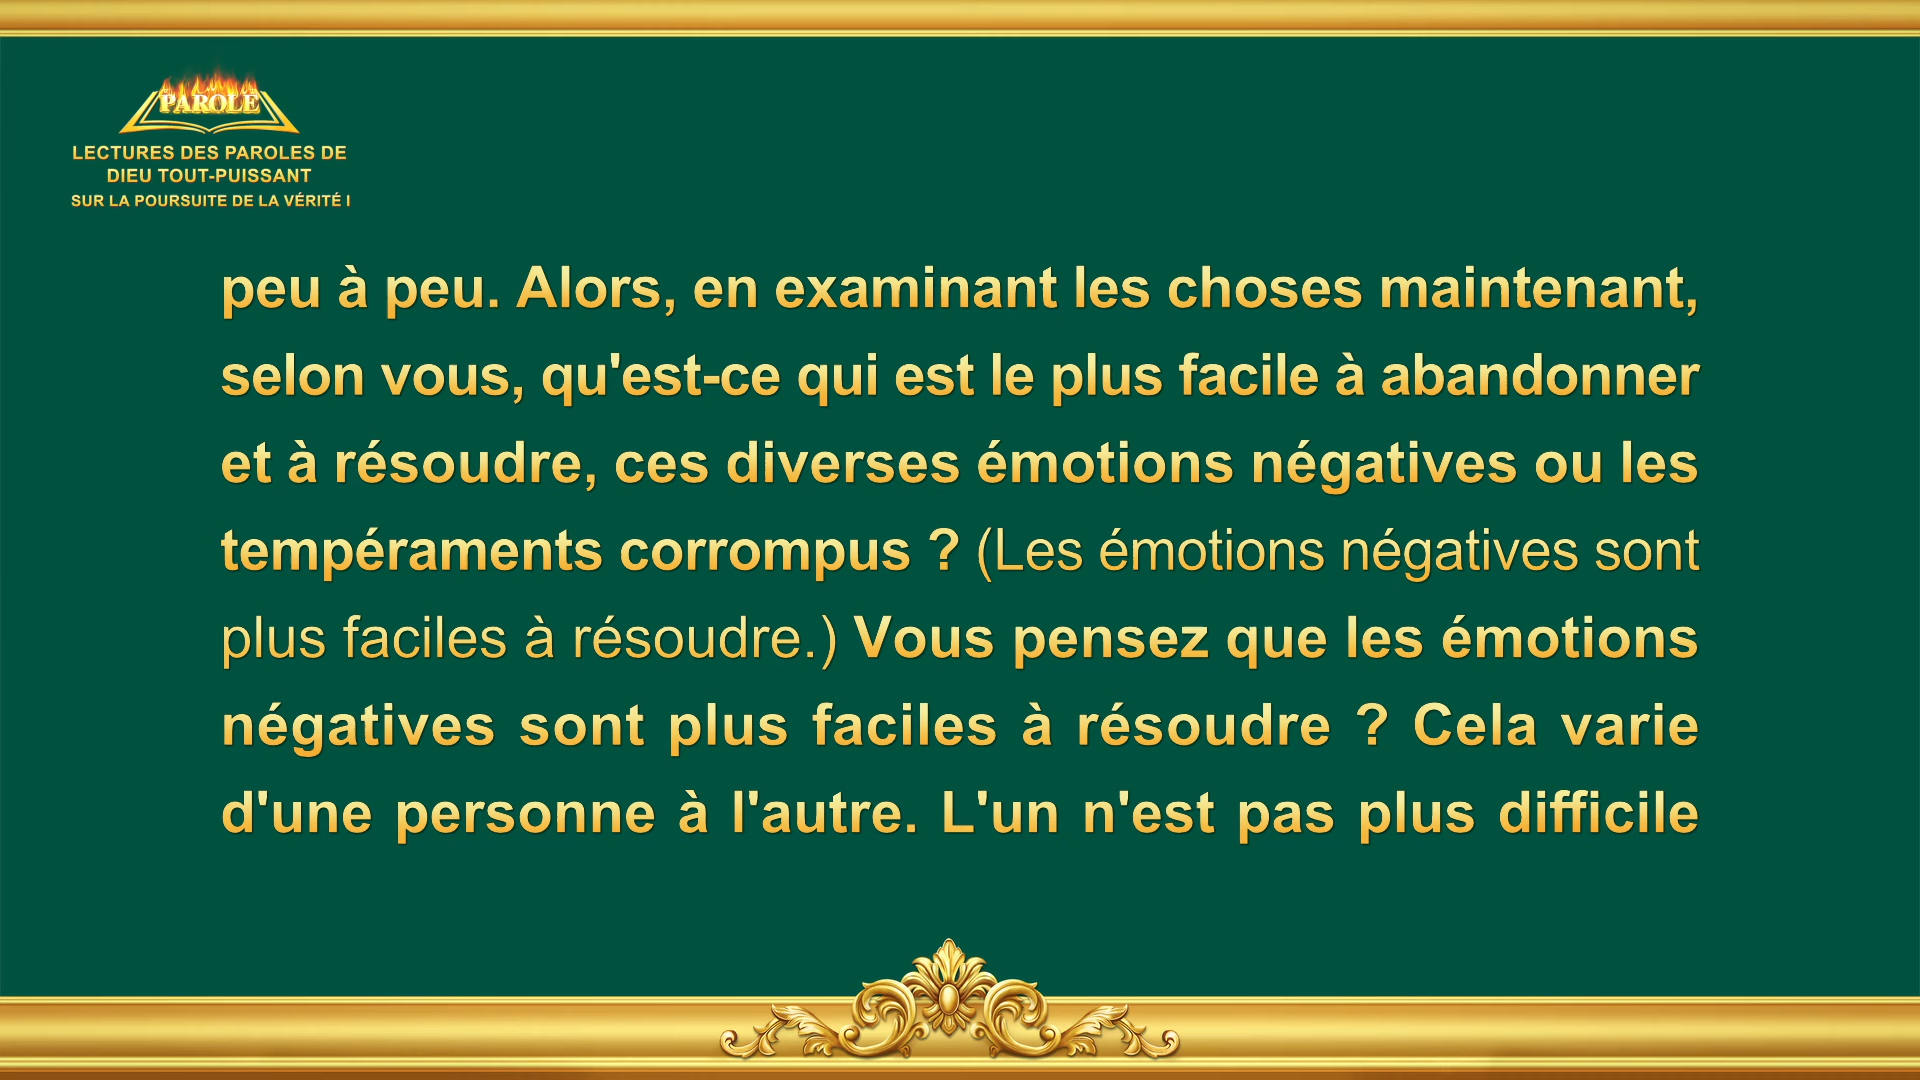 PAROLE
LECTURES DES PAROLES DE
DIEU TOUT-PUISSANT
SUR LA POURSUITE DE LA VÉRITÉ I
peu à peu. Alors, en examinant les choses maintenant,
selon vous, qu'est-ce qui est le plus facile à abandonner
et à résoudre, ces diverses émotions négatives ou les
tempéraments corrompus ? (Les émotions négatives sont
plus faciles à résoudre.) Vous pensez que les émotions
négatives sont plus faciles à résoudre ? Cela varie
d'une personne à l'autre. L'un n'est pas plus difficile